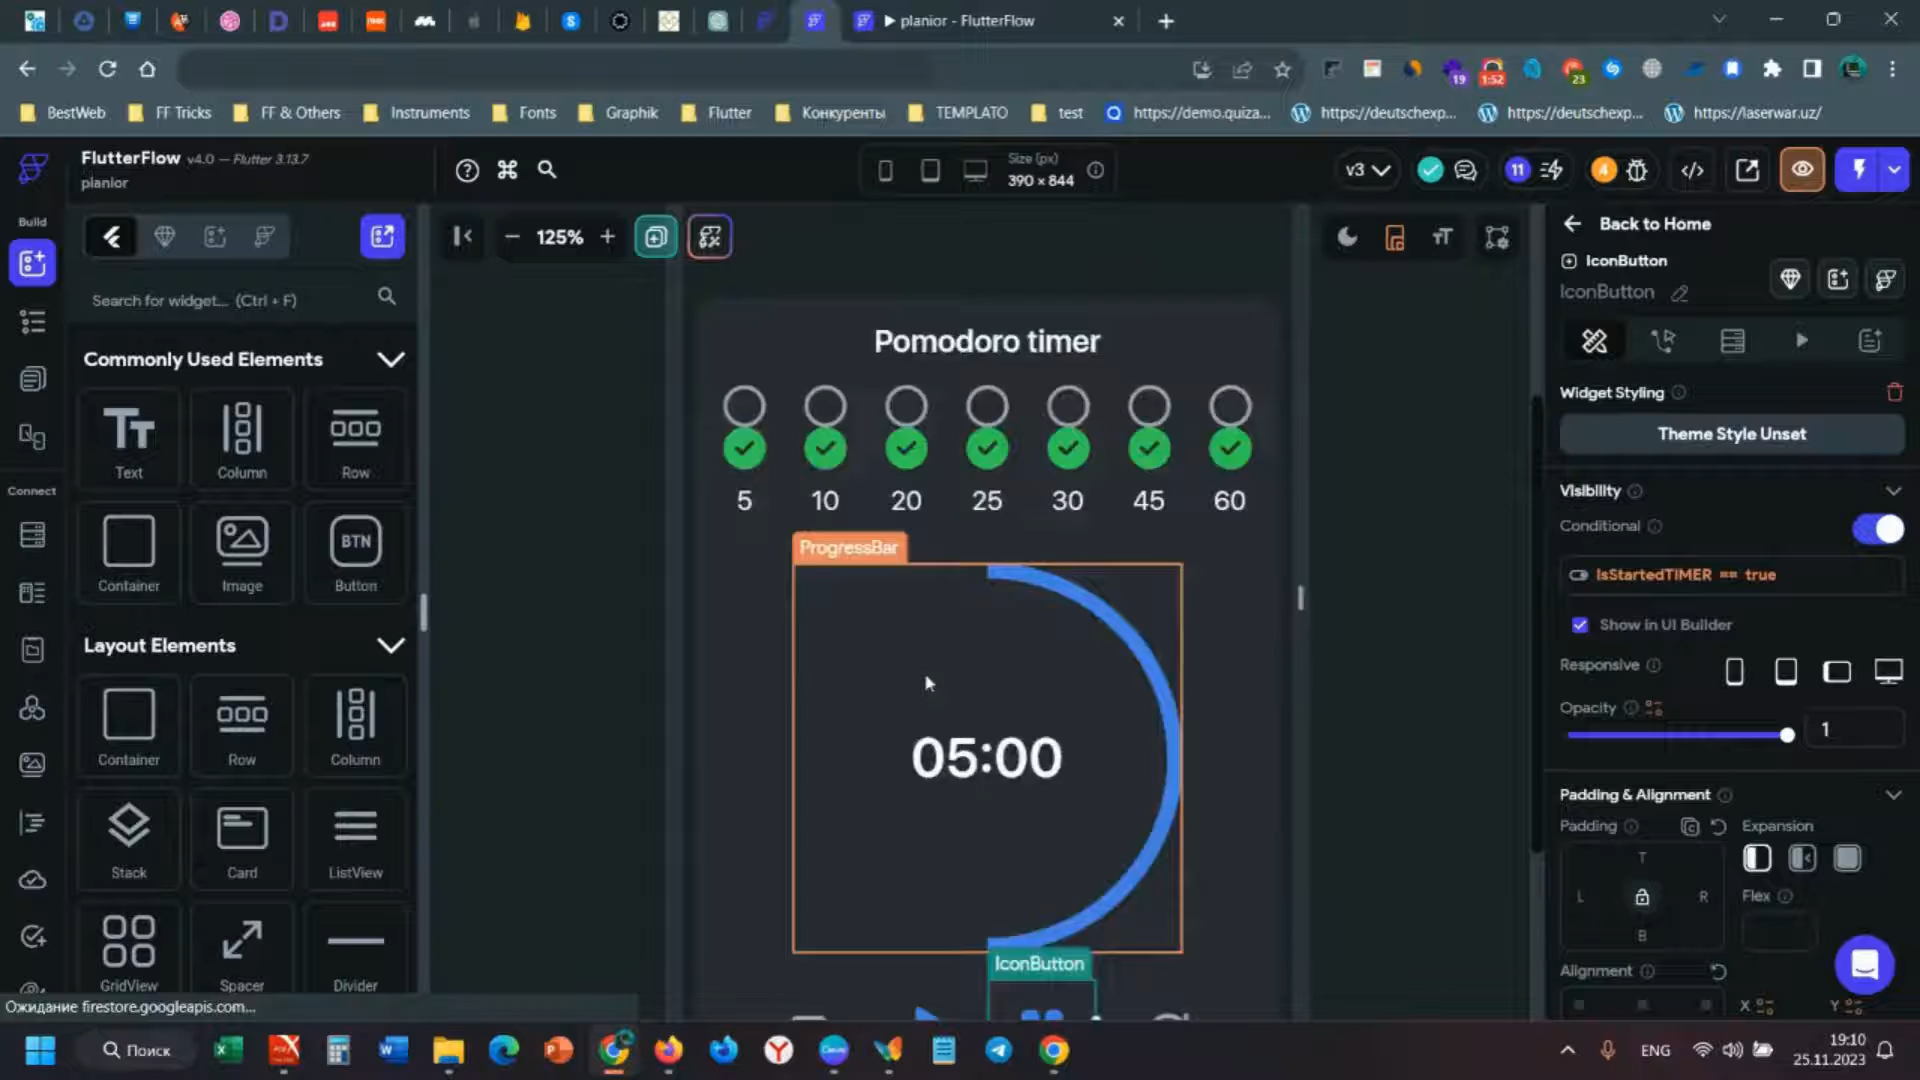 planior - FlutterFlow
19
1:52
23
BestWeb
FF Tricks
FF & Others
Instruments
Fonts
Graphik
Flutter
Конкуренты
TEMPLATO
test
https://demo.quiza...
https://deutschexp...
https://deutschexp...
https://laserwar.uz/
FlutterFlow v4.0 — Flutter 3.13.7
planior
Size (px)
390 × 844
v3
11
4
Build
125%
Back to Home
IconButton
IconButton
Search for widget... (Ctrl + F)
Commonly Used Elements
Text
Column
Row
BTN
Container
Image
Button
Connect
Layout Elements
Container
Row
Column
Stack
Card
ListView
GridView
Spacer
Divider
Pomodoro timer
5
10
20
25
30
45
60
ProgressBar
05:00
IconButton
Widget Styling
Theme Style Unset
Visibility
Conditional
IsStartedTIMER == true
Show in UI Builder
Responsive
Opacity
1
Padding & Alignment
Padding
Expansion
T
L
R
B
Flex
Alignment
X
Y
Ожидание firestore.googleapis.com...
Поиск
ENG
19:10
25.11.2023